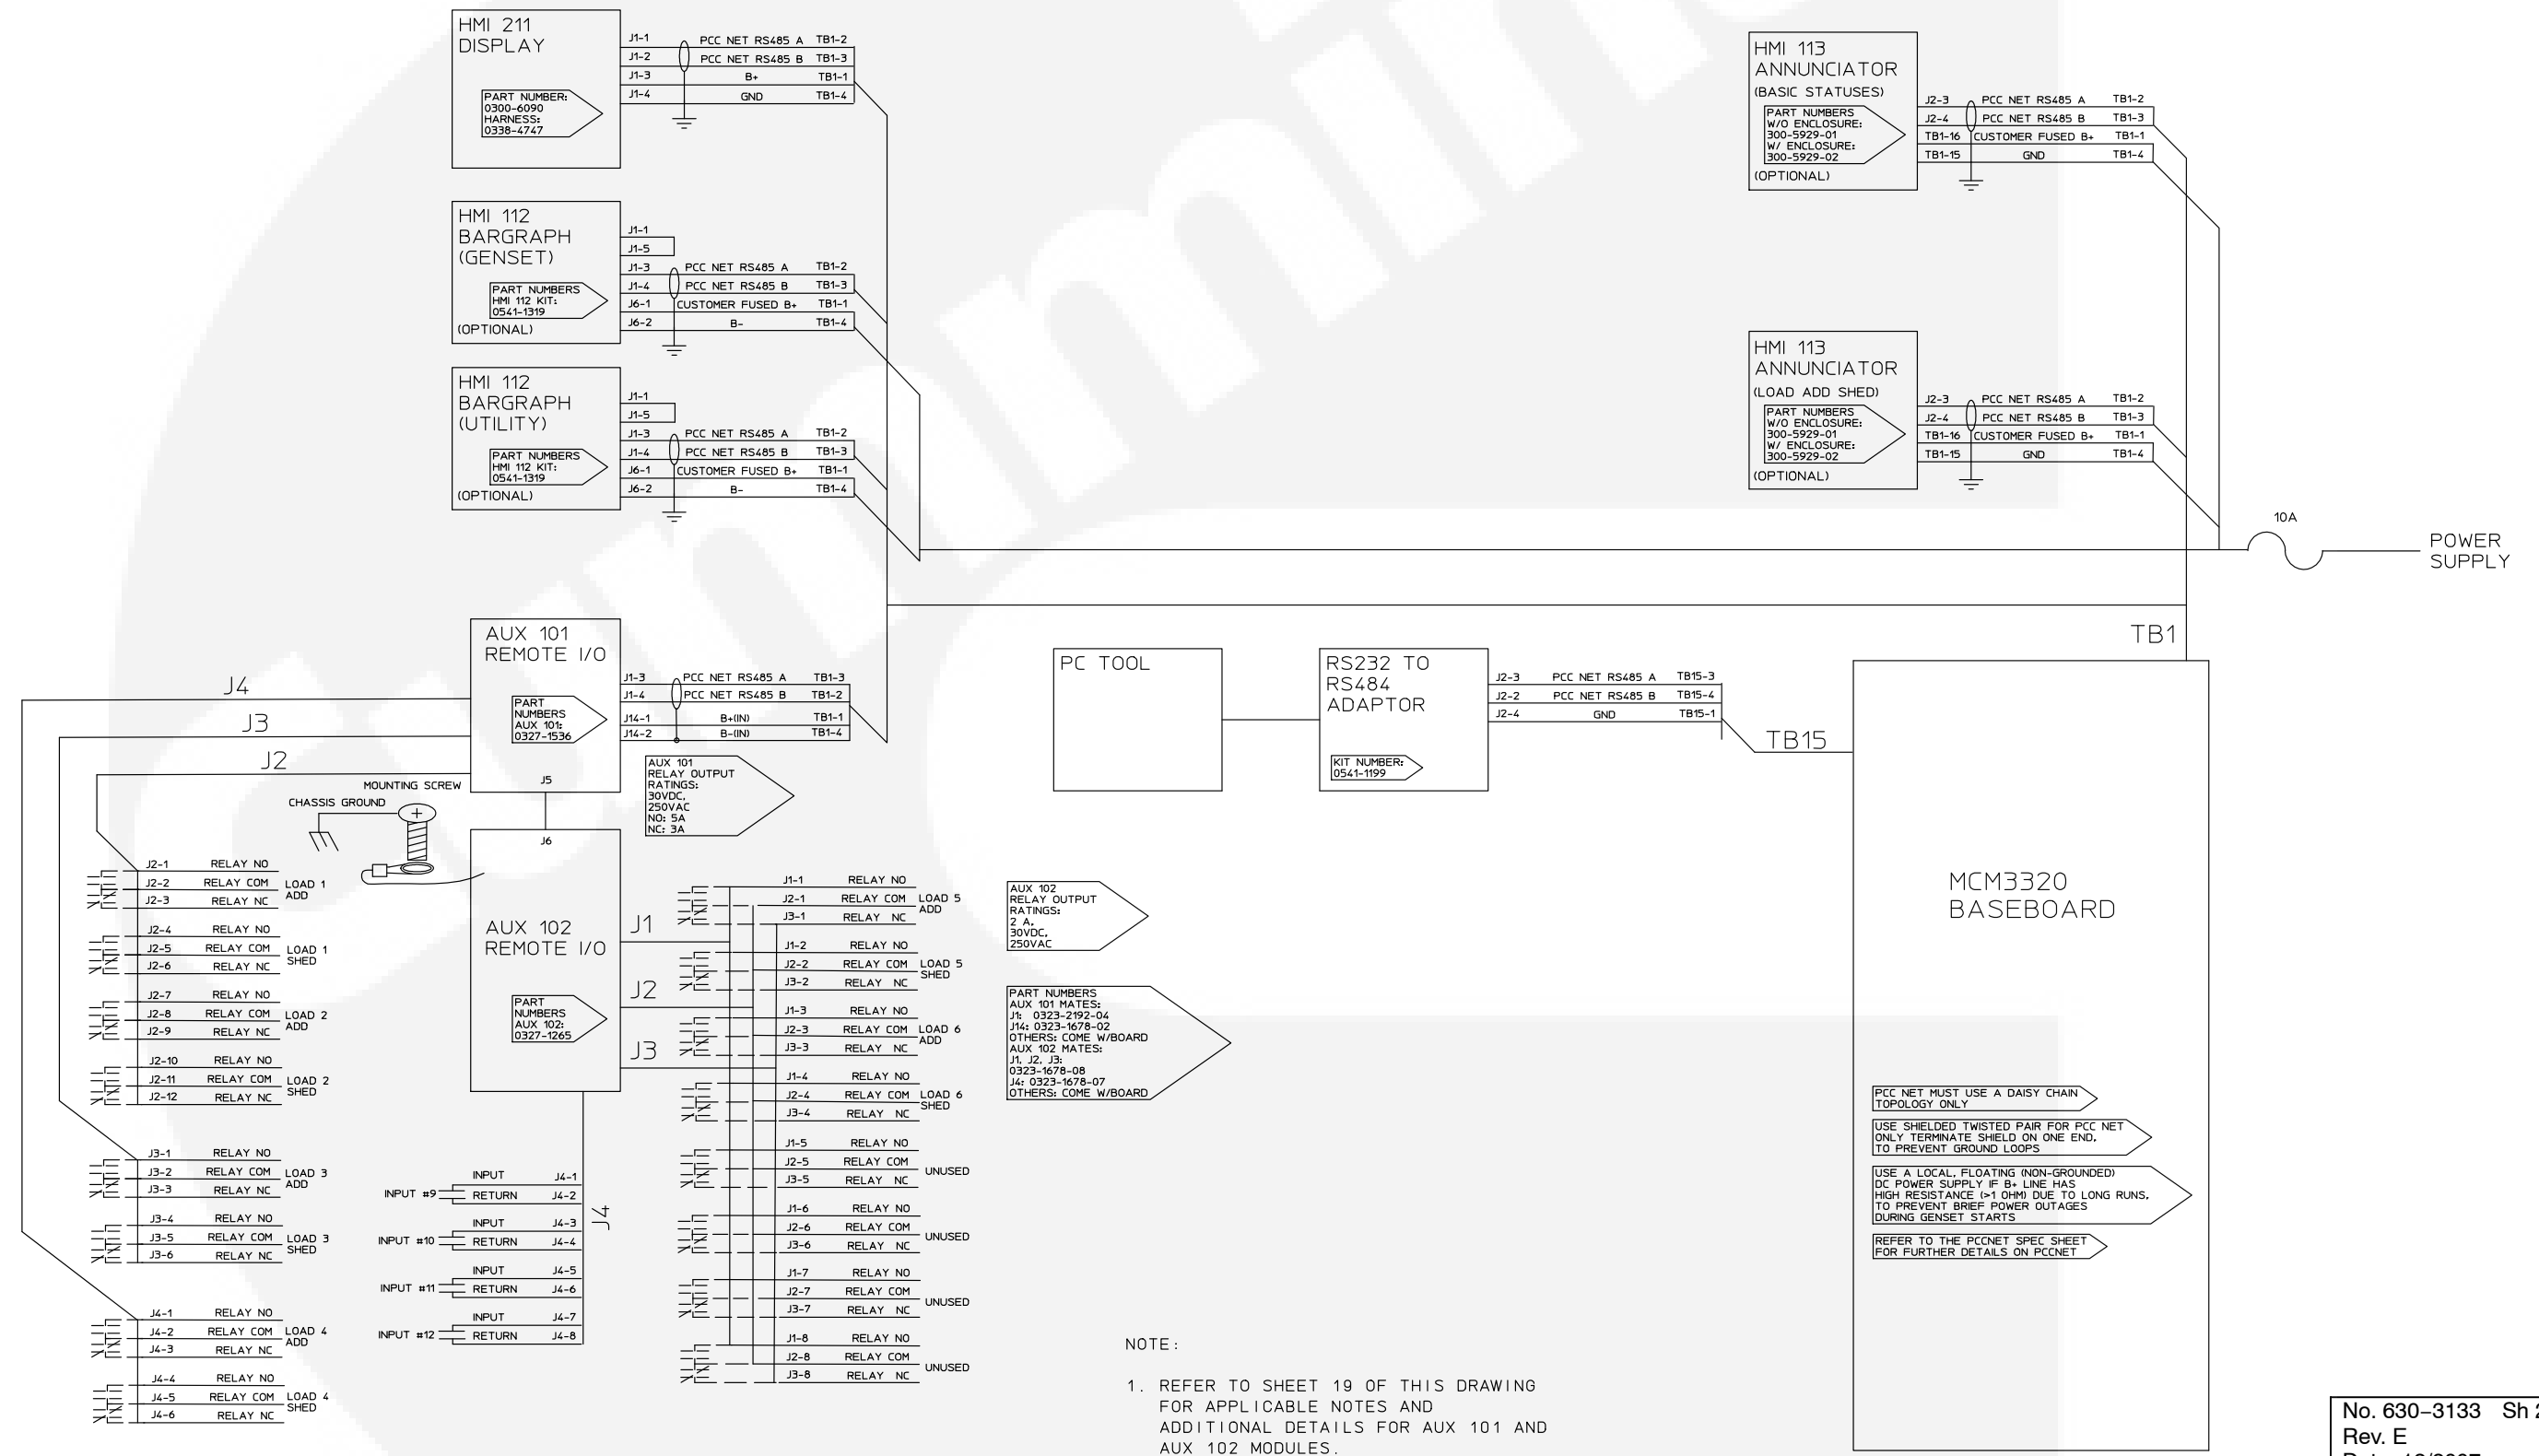 HMI 211
DISPLAY
PART NUMBER:
0300-6090
HARNESS:
0338-4747
J1-1 PCC NET RS485 A TB1-2
J1-2 PCC NET RS485 B TB1-3
J1-3 B+ TB1-1
J1-4 GND TB1-4
HMI 112
BARGRAPH
(GENSET)
PART NUMBERS
HMI 112 KIT:
0541-1319
(OPTIONAL)
J1-1
J1-5
J1-3 PCC NET RS485 A TB1-2
J1-4 PCC NET RS485 B TB1-3
J6-1 CUSTOMER FUSED B+ TB1-1
J6-2 B- TB1-4
HMI 112
BARGRAPH
(UTILITY)
PART NUMBERS
HMI 112 KIT:
0541-1319
(OPTIONAL)
J1-1
J1-5
J1-3 PCC NET RS485 A TB1-2
J1-4 PCC NET RS485 B TB1-3
J6-1 CUSTOMER FUSED B+ TB1-1
J6-2 B- TB1-4
HMI 113
ANNUNCIATOR
(BASIC STATUSES)
PART NUMBERS
W/O ENCLOSURE:
300-5929-01
W/ ENCLOSURE:
300-5929-02
(OPTIONAL)
J2-3 PCC NET RS485 A TB1-2
J2-4 PCC NET RS485 B TB1-3
TB1-16 CUSTOMER FUSED B+ TB1-1
TB1-15 GND TB1-4
HMI 113
ANNUNCIATOR
(LOAD ADD SHED)
PART NUMBERS
W/O ENCLOSURE:
300-5929-01
W/ ENCLOSURE:
300-5929-02
(OPTIONAL)
J2-3 PCC NET RS485 A TB1-2
J2-4 PCC NET RS485 B TB1-3
TB1-16 CUSTOMER FUSED B+ TB1-1
TB1-15 GND TB1-4
10A
POWER
SUPPLY
AUX 101
REMOTE I/O
PART
NUMBERS
AUX 101:
0327-1536
J5
J4
J3
J2
J1-3 PCC NET RS485 A TB1-3
J1-4 PCC NET RS485 B TB1-2
J14-1 B+(IN) TB1-1
J14-2 B-(IN) TB1-4
AUX 101
RELAY OUTPUT
RATINGS:
30VDC,
250VAC
NO: 5A
NC: 3A
MOUNTING SCREW
CHASSIS GROUND
PC TOOL
RS232 TO
RS484
ADAPTOR
KIT NUMBER:
0541-1199
J2-3 PCC NET RS485 A TB15-3
J2-2 PCC NET RS485 B TB15-4
J2-4 GND TB15-1
TB15
TB1
MCM3320
BASEBOARD
PCC NET MUST USE A DAISY CHAIN
TOPOLOGY ONLY
USE SHIELDED TWISTED PAIR FOR PCC NET
ONLY TERMINATE SHIELD ON ONE END,
TO PREVENT GROUND LOOPS
USE A LOCAL, FLOATING (NON-GROUNDED)
DC POWER SUPPLY IF B+ LINE HAS
HIGH RESISTANCE (>1 OHM) DUE TO LONG RUNS,
TO PREVENT BRIEF POWER OUTAGES
DURING GENSET STARTS
REFER TO THE PCCNET SPEC SHEET
FOR FURTHER DETAILS ON PCCNET
J6
AUX 102
REMOTE I/O
PART
NUMBERS
AUX 102:
0327-1265
J1
J2
J3
J4
J2-1 RELAY NO
J2-2 RELAY COM LOAD 1 ADD
J2-3 RELAY NC
J2-4 RELAY NO
J2-5 RELAY COM LOAD 1 SHED
J2-6 RELAY NC
J2-7 RELAY NO
J2-8 RELAY COM LOAD 2 ADD
J2-9 RELAY NC
J2-10 RELAY NO
J2-11 RELAY COM LOAD 2 SHED
J2-12 RELAY NC
J3-1 RELAY NO
J3-2 RELAY COM LOAD 3 ADD
J3-3 RELAY NC
J3-4 RELAY NO
J3-5 RELAY COM LOAD 3 SHED
J3-6 RELAY NC
J4-1 RELAY NO
J4-2 RELAY COM LOAD 4 ADD
J4-3 RELAY NC
J4-4 RELAY NO
J4-5 RELAY COM LOAD 4 SHED
J4-6 RELAY NC
INPUT J4-1
INPUT #9 RETURN J4-2
INPUT J4-3
INPUT #10 RETURN J4-4
INPUT J4-5
INPUT #11 RETURN J4-6
INPUT J4-7
INPUT #12 RETURN J4-8
J1-1 RELAY NO
J2-1 RELAY COM LOAD 5 ADD
J3-1 RELAY NC
J1-2 RELAY NO
J2-2 RELAY COM LOAD 5 SHED
J3-2 RELAY NC
J1-3 RELAY NO
J2-3 RELAY COM LOAD 6 ADD
J3-3 RELAY NC
J1-4 RELAY NO
J2-4 RELAY COM LOAD 6 SHED
J3-4 RELAY NC
J1-5 RELAY NO
J2-5 RELAY COM UNUSED
J3-5 RELAY NC
J1-6 RELAY NO
J2-6 RELAY COM UNUSED
J3-6 RELAY NC
J1-7 RELAY NO
J2-7 RELAY COM UNUSED
J3-7 RELAY NC
J1-8 RELAY NO
J2-8 RELAY COM UNUSED
J3-8 RELAY NC
AUX 102
RELAY OUTPUT
RATINGS:
2 A,
30VDC,
250VAC
PART NUMBERS
AUX 101 MATES:
J1: 0323-2192-04
J14: 0323-1678-02
OTHERS: COME W/BOARD
AUX 102 MATES:
J1, J2, J3:
0323-1678-08
J4: 0323-1678-07
OTHERS: COME W/BOARD
NOTE:
1. REFER TO SHEET 19 OF THIS DRAWING
FOR APPLICABLE NOTES AND
ADDITIONAL DETAILS FOR AUX 101 AND
AUX 102 MODULES.
No. 630-3133 Sh 2
Rev. E